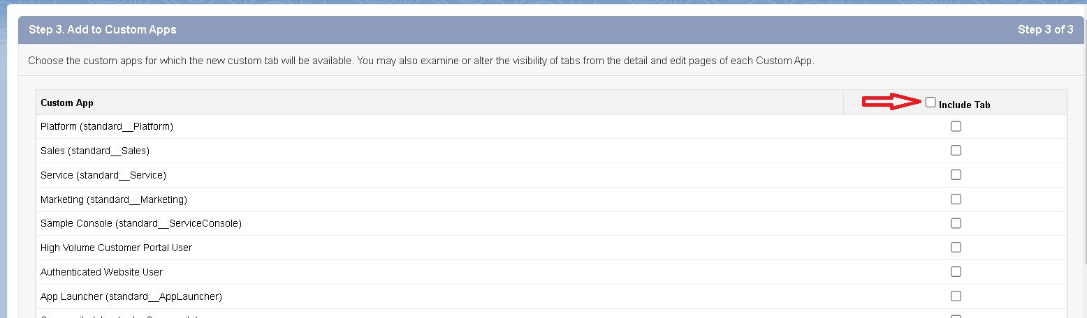 Step 3. Add to Custom Apps
Step 3 of 3
Choose the custom apps for which the new custom tab will be available. You may also examine or alter the visibility of tabs from the detail and edit pages of each Custom App.
Custom App
Include Tab
Platform (standard__Platform)
Sales (standard__Sales)
Service (standard__Service)
Marketing (standard__Marketing)
Sample Console (standard__ServiceConsole)
High Volume Customer Portal User
Authenticated Website User
App Launcher (standard__AppLauncher)